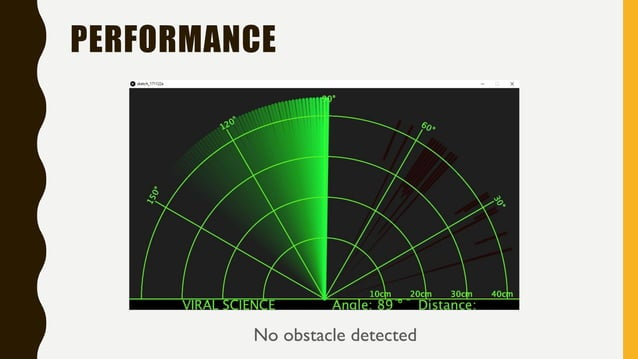 PERFORMANCE
sketch_171122a
90°
120°
60°
150°
30°
10cm 20cm 30cm 40cm
VIRAL SCIENCE Angle: 89 ° Distance:
No obstacle detected